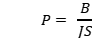 P = B/JS